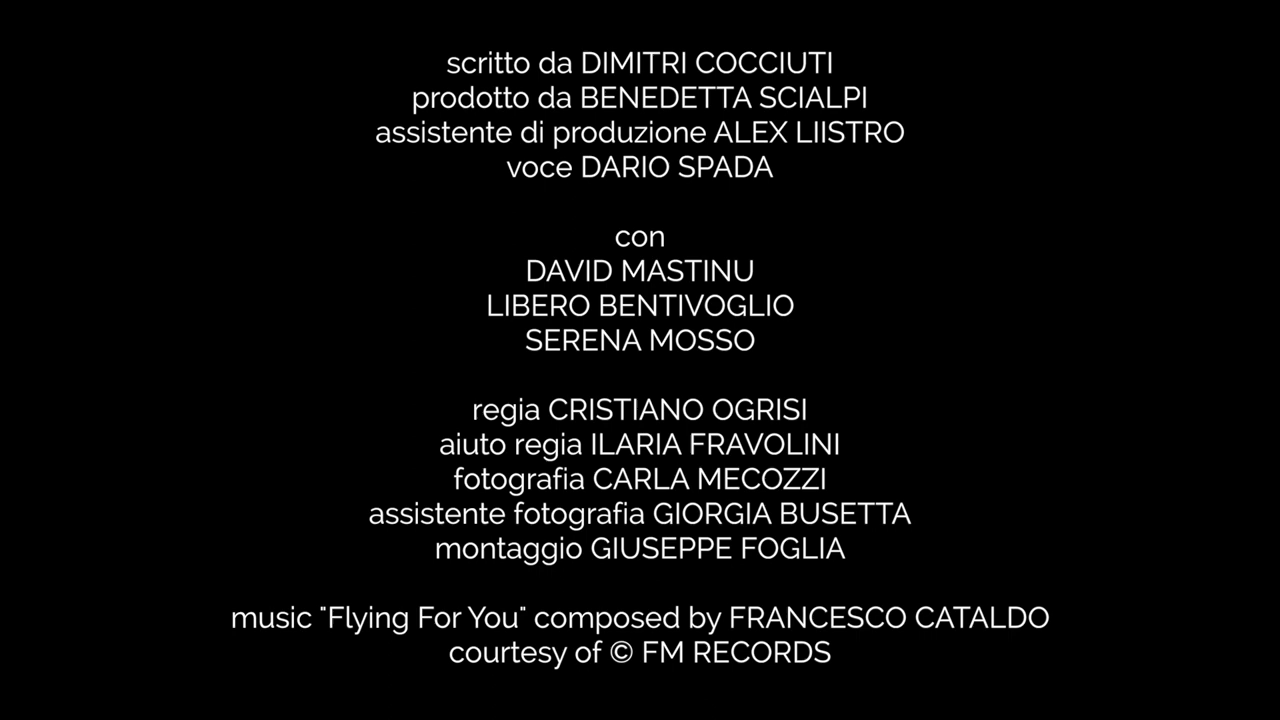 scritto da DIMITRI COCCIUTI
prodotto da BENEDETTA SCIALPI
assistente di produzione ALEX LIISTRO
voce DARIO SPADA
con
DAVID MASTINU
LIBERO BENTIVOGLIO
SERENA MOSSO
regia CRISTIANO OGRISI
aiuto regia ILARIA FRAVOLINI
fotografia CARLA MECOZZI
assistente fotografia GIORGIA BUSETTA
montaggio GIUSEPPE FOGLIA
music "Flying For You" composed by FRANCESCO CATALDO
courtesy of © FM RECORDS